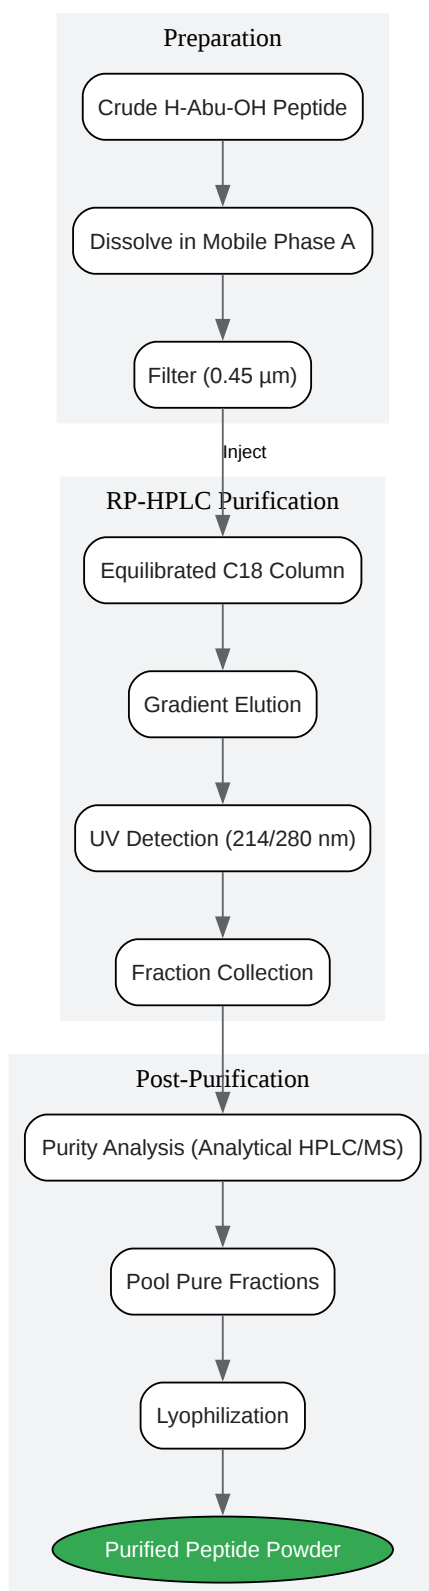 Preparation
Crude H-Abu-OH Peptide
Dissolve in Mobile Phase A
Filter (0.45 µm)
Inject
RP-HPLC Purification
Equilibrated C18 Column
Gradient Elution
UV Detection (214/280 nm)
Fraction Collection
Post-Purification
Purity Analysis (Analytical HPLC/MS)
Pool Pure Fractions
Lyophilization
Purified Peptide Powder